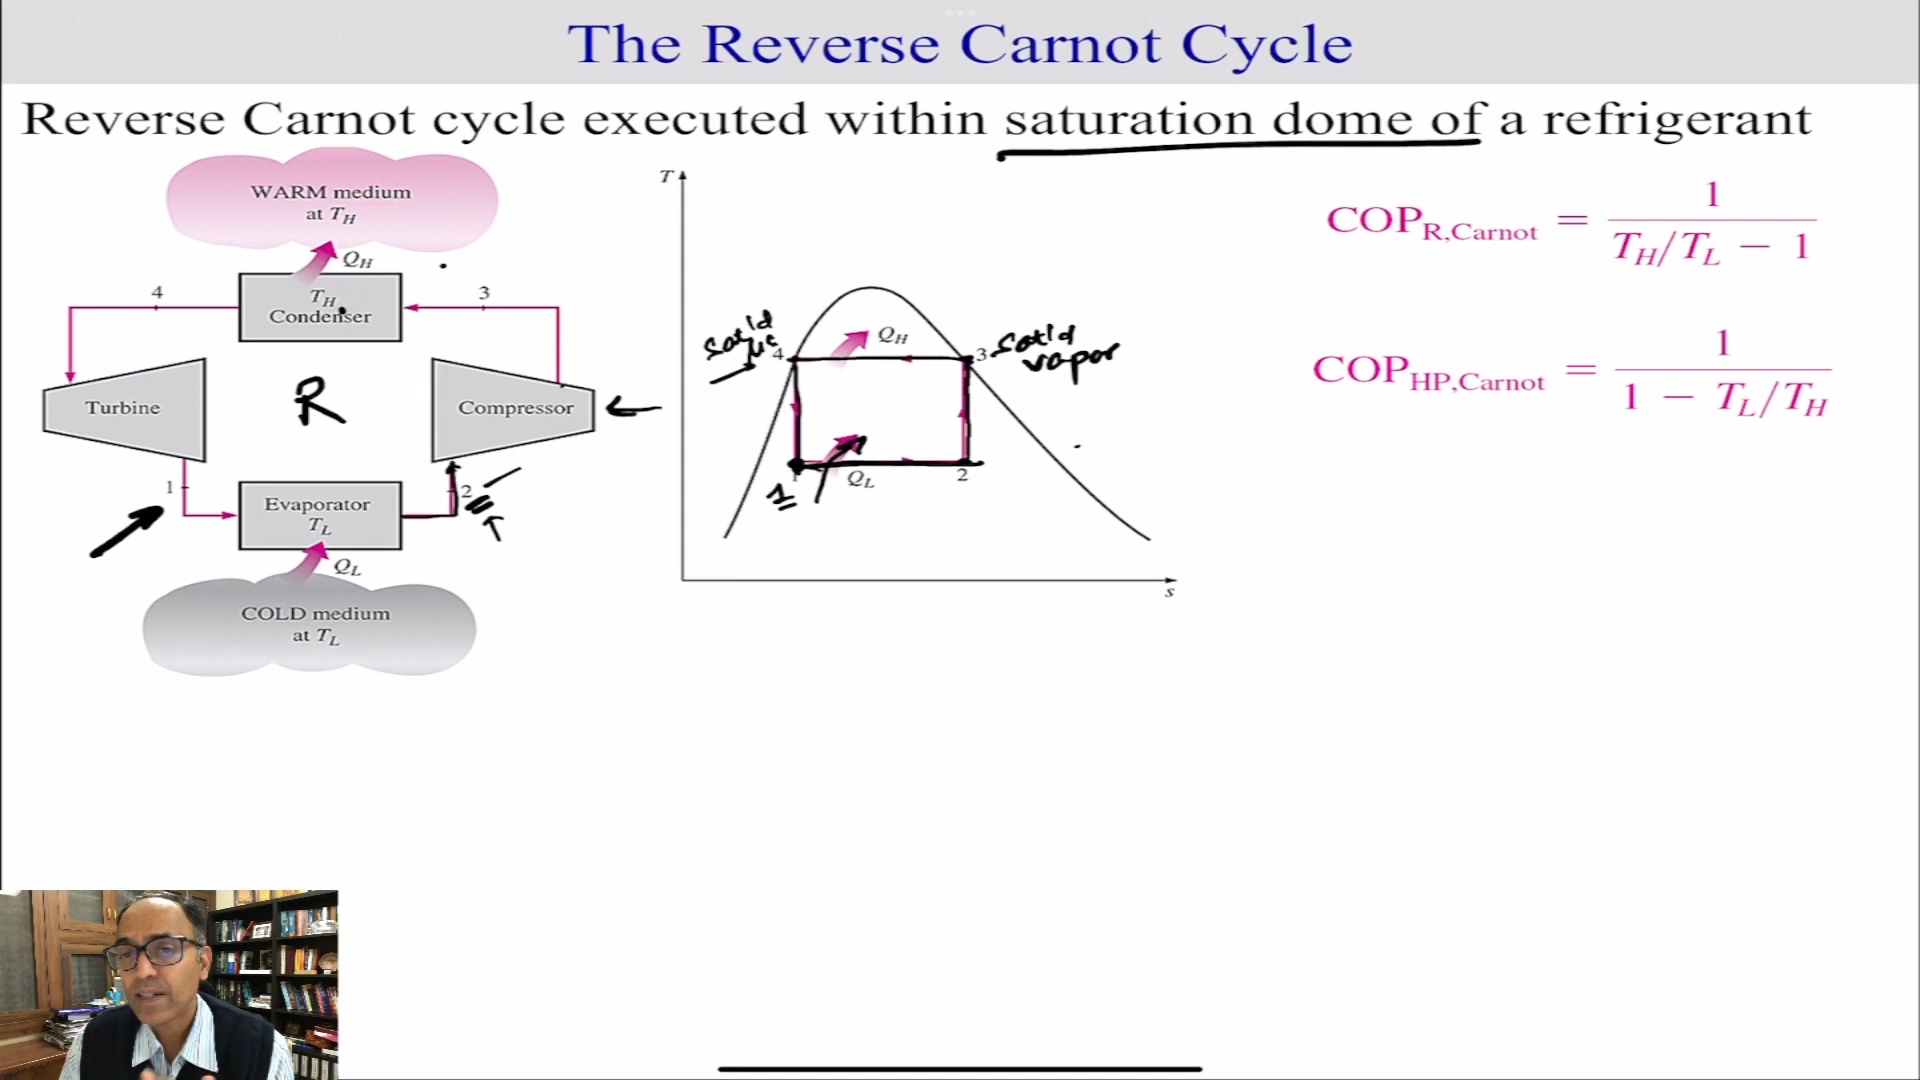 The Reverse Carnot Cycle
Reverse Carnot cycle executed within saturation dome of a refrigerant
WARM medium
at T_H
Q_H
4
T_H
Condenser
3
Turbine
R
Compressor
1
Evaporator
T_L
2
Q_L
COLD medium
at T_L
T
Q_H
4
3
sat'd
vapor
sat'd
1
Q_L
2
s
COP_R,Carnot = 1 / (T_H/T_L − 1)
COP_HP,Carnot = 1 / (1 − T_L/T_H)